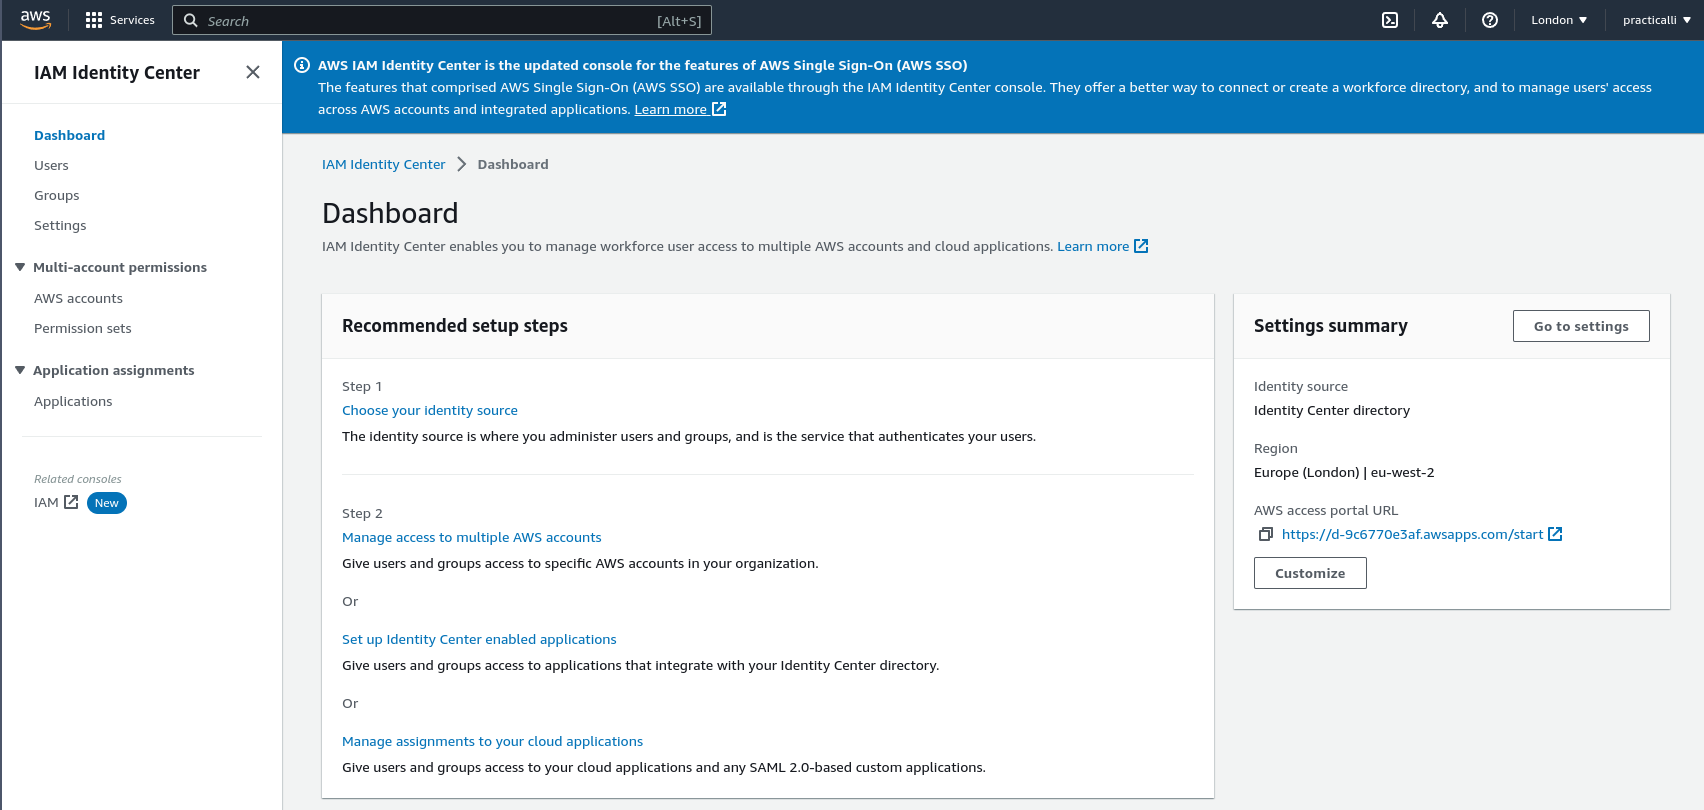 aws
Services
Search [Alt+S]
London
practicalli
IAM Identity Center
Dashboard
Users
Groups
Settings
Multi-account permissions
AWS accounts
Permission sets
Application assignments
Applications
Related consoles
IAM New
AWS IAM Identity Center is the updated console for the features of AWS Single Sign-On (AWS SSO)
The features that comprised AWS Single Sign-On (AWS SSO) are available through the IAM Identity Center console. They offer a better way to connect or create a workforce directory, and to manage users' access
across AWS accounts and integrated applications. Learn more
IAM Identity Center > Dashboard
Dashboard
IAM Identity Center enables you to manage workforce user access to multiple AWS accounts and cloud applications. Learn more
Recommended setup steps
Step 1
Choose your identity source
The identity source is where you administer users and groups, and is the service that authenticates your users.
Step 2
Manage access to multiple AWS accounts
Give users and groups access to specific AWS accounts in your organization.
Or
Set up Identity Center enabled applications
Give users and groups access to applications that integrate with your Identity Center directory.
Or
Manage assignments to your cloud applications
Give users and groups access to your cloud applications and any SAML 2.0-based custom applications.
Settings summary
Go to settings
Identity source
Identity Center directory
Region
Europe (London) | eu-west-2
AWS access portal URL
https://d-9c6770e3af.awsapps.com/start
Customize